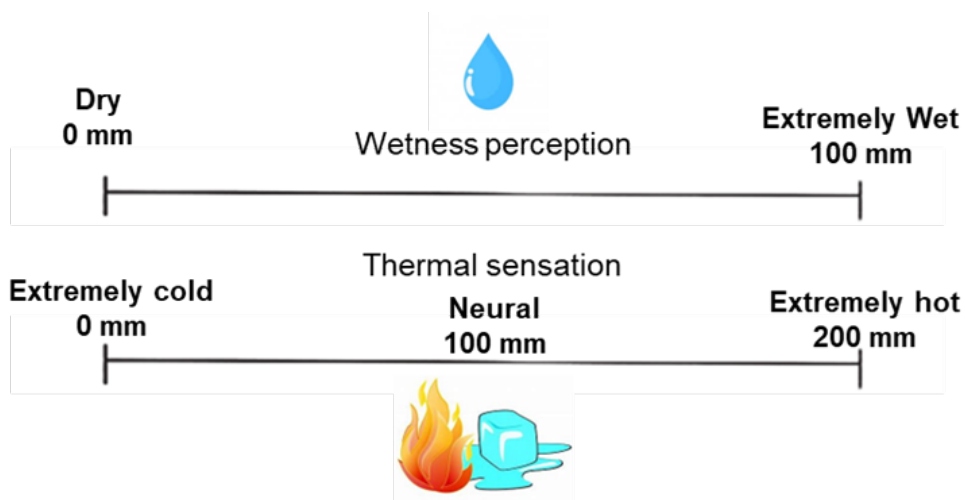 Dry
0 mm
Wetness perception
Extremely Wet
100 mm
Thermal sensation
Extremely cold
0 mm
Neural
100 mm
Extremely hot
200 mm